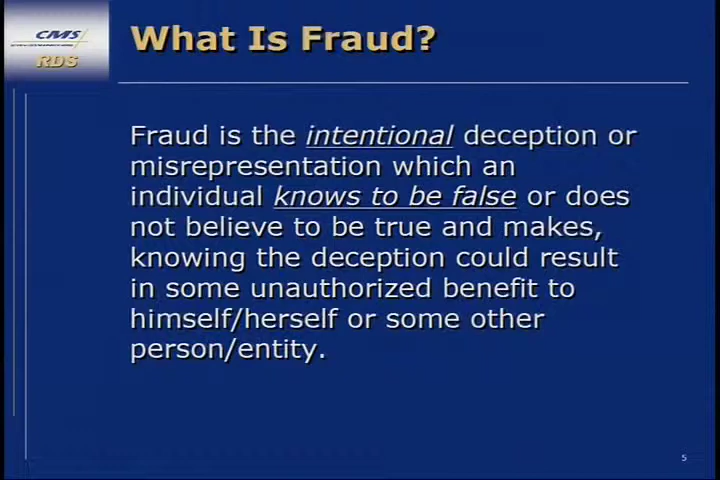 CMS
RDS
What Is Fraud?
Fraud is the intentional deception or
misrepresentation which an
individual knows to be false or does
not believe to be true and makes,
knowing the deception could result
in some unauthorized benefit to
himself/herself or some other
person/entity.
5